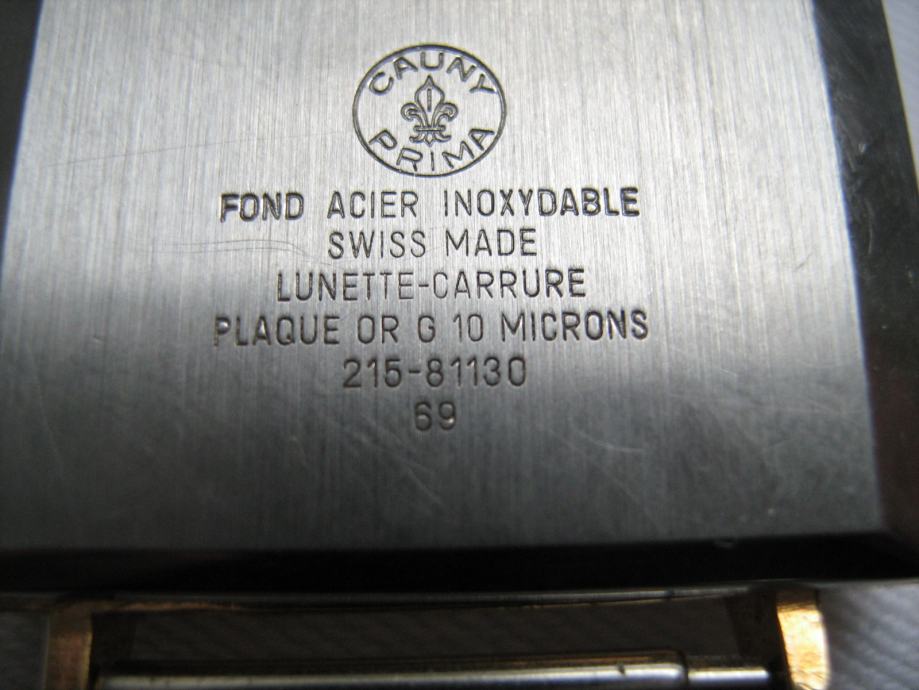 CAUNY
PRIMA
FOND ACIER INOXYDABLE
SWISS MADE
LUNETTE-CARRURE
PLAQUE OR G 10 MICRONS
215-81130
69